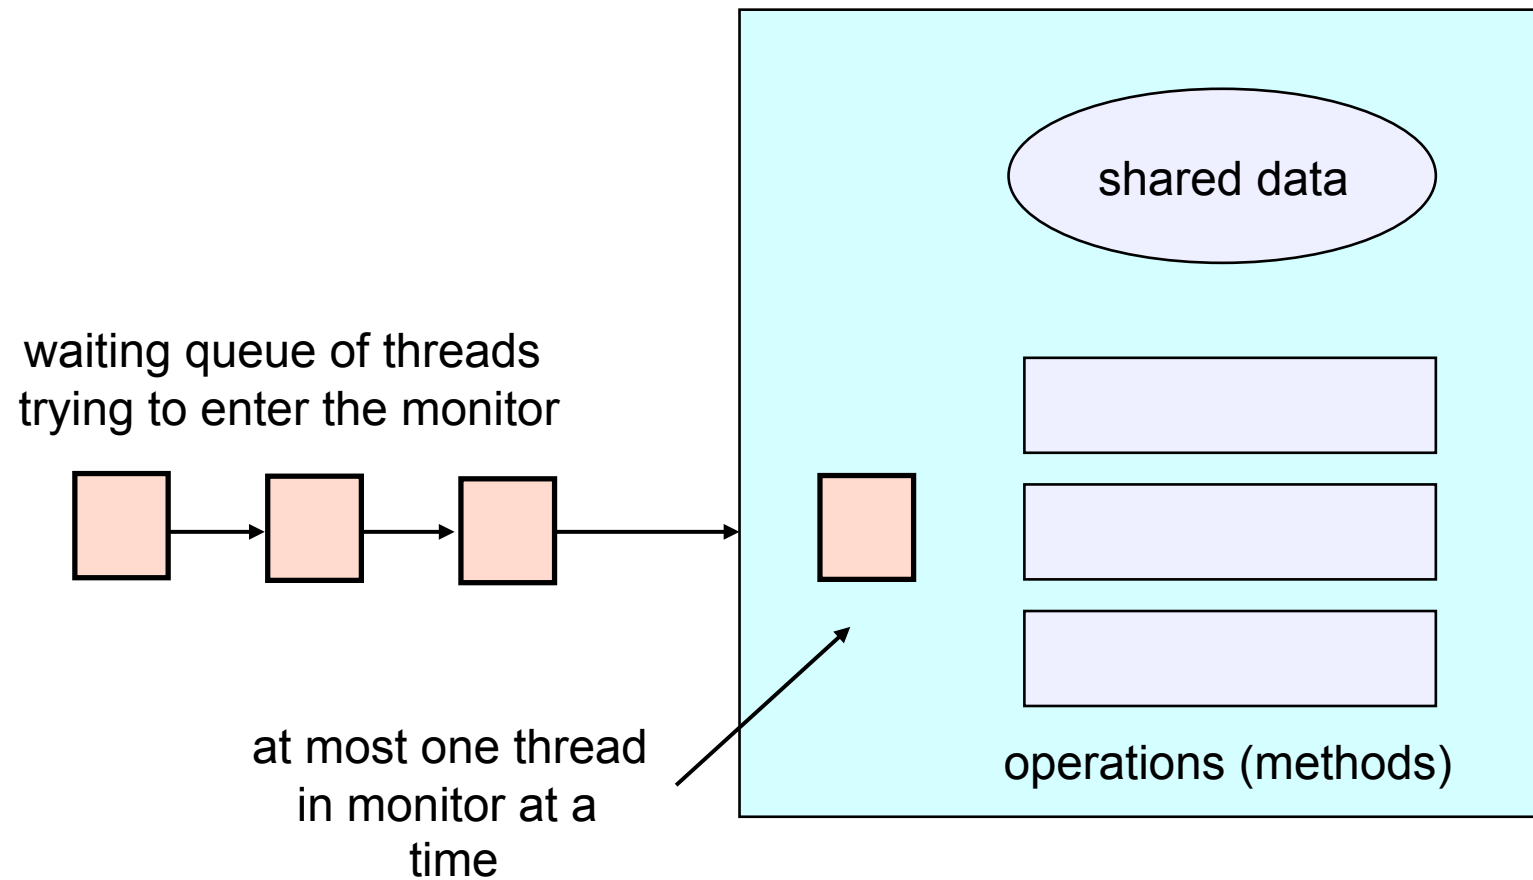 shared data
waiting queue of threads
trying to enter the monitor
at most one thread
in monitor at a
time
operations (methods)